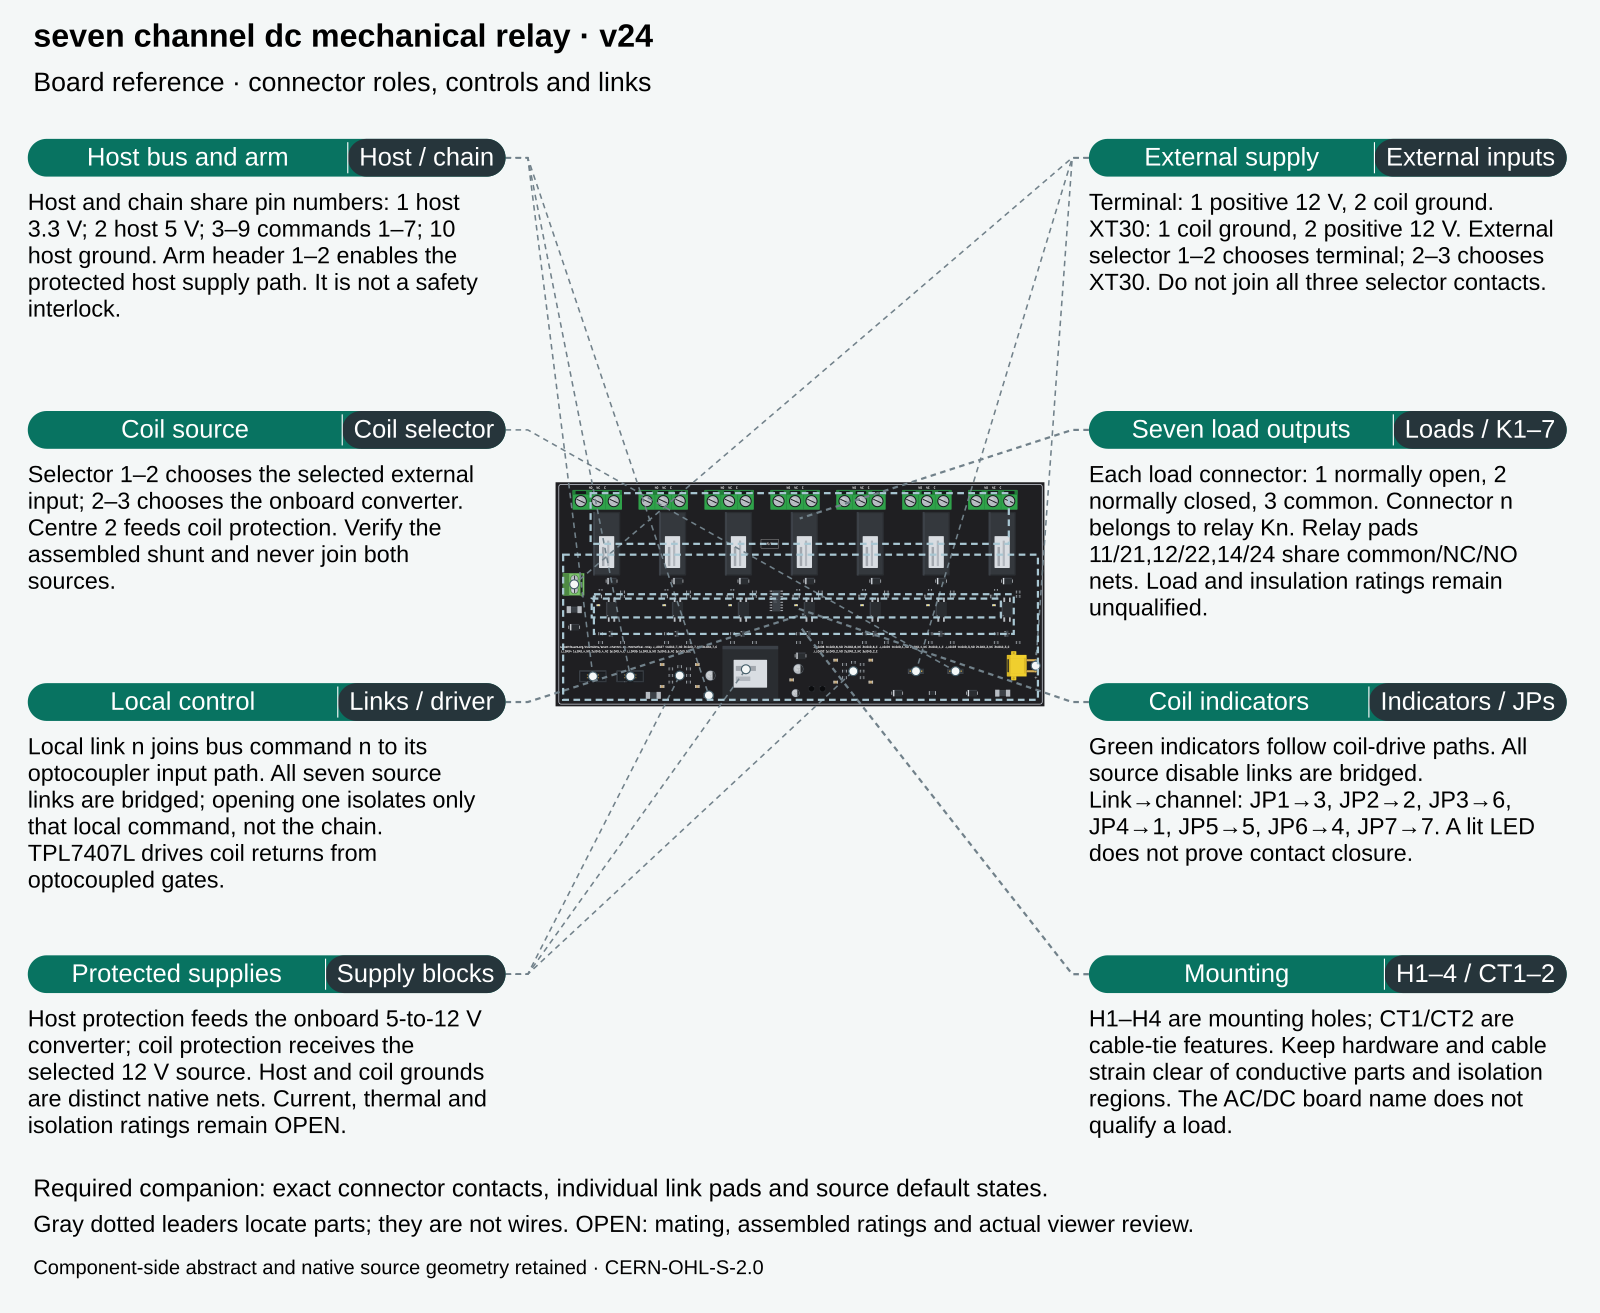 seven channel dc mechanical relay · v24
Board reference · connector roles, controls and links
Host bus and arm
Host / chain
Host and chain share pin numbers: 1 host
3.3 V; 2 host 5 V; 3–9 commands 1–7; 10
host ground. Arm header 1–2 enables the
protected host supply path. It is not a safety
interlock.
Coil source
Coil selector
Selector 1–2 chooses the selected external
input; 2–3 chooses the onboard converter.
Centre 2 feeds coil protection. Verify the
assembled shunt and never join both
sources.
Local control
Links / driver
Local link n joins bus command n to its
optocoupler input path. All seven source
links are bridged; opening one isolates only
that local command, not the chain.
TPL7407L drives coil returns from
optocoupled gates.
Protected supplies
Supply blocks
Host protection feeds the onboard 5-to-12 V
converter; coil protection receives the
selected 12 V source. Host and coil grounds
are distinct native nets. Current, thermal and
isolation ratings remain OPEN.
External supply
External inputs
Terminal: 1 positive 12 V, 2 coil ground.
XT30: 1 coil ground, 2 positive 12 V. External
selector 1–2 chooses terminal; 2–3 chooses
XT30. Do not join all three selector contacts.
Seven load outputs
Loads / K1–7
Each load connector: 1 normally open, 2
normally closed, 3 common. Connector n
belongs to relay Kn. Relay pads
11/21,12/22,14/24 share common/NC/NO
nets. Load and insulation ratings remain
unqualified.
Coil indicators
Indicators / JPs
Green indicators follow coil-drive paths. All
source disable links are bridged.
Link→channel: JP1→3, JP2→2, JP3→6,
JP4→1, JP5→5, JP6→4, JP7→7. A lit LED
does not prove contact closure.
Mounting
H1–4 / CT1–2
H1–H4 are mounting holes; CT1/CT2 are
cable-tie features. Keep hardware and cable
strain clear of conductive parts and isolation
regions. The AC/DC board name does not
qualify a load.
Required companion: exact connector contacts, individual link pads and source default states.
Gray dotted leaders locate parts; they are not wires. OPEN: mating, assembled ratings and actual viewer review.
Component-side abstract and native source geometry retained · CERN-OHL-S-2.0